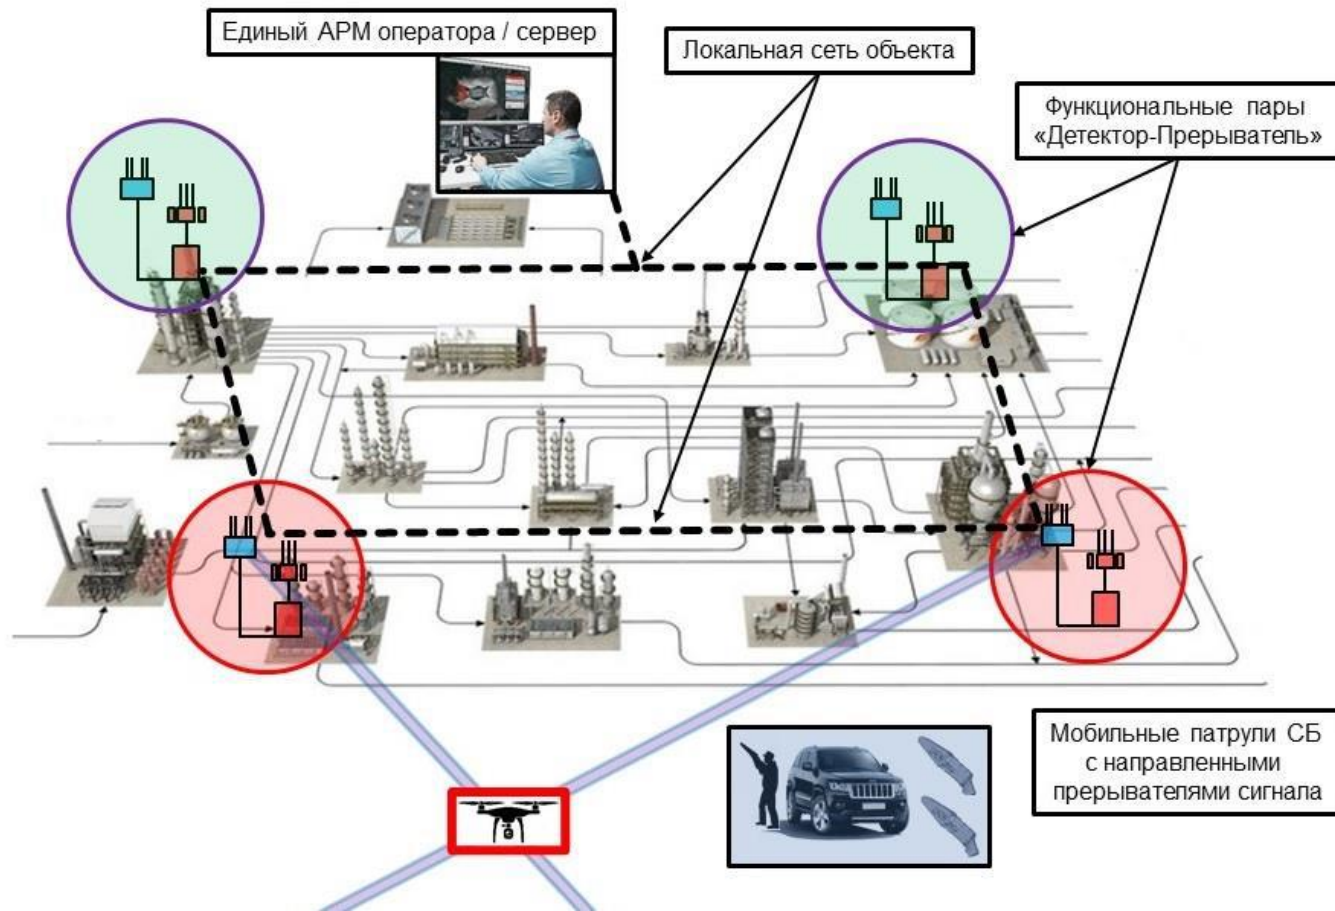 Единый АРМ оператора / сервер
Локальная сеть объекта
Функциональные пары
«Детектор-Прерыватель»
Мобильные патрули СБ
с направленными
прерывателями сигнала